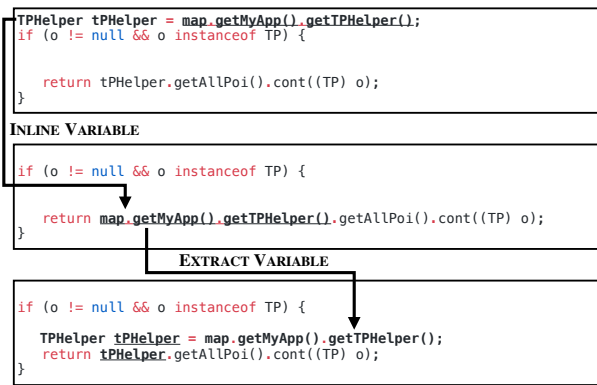 TPHelper tPHelper = map.getMyApp().getTPHelper();
if (o != null && o instanceof TP) {
return tPHelper.getAllPoi().cont((TP) o);
}
INLINE VARIABLE
if (o != null && o instanceof TP) {
return map.getMyApp().getTPHelper().getAllPoi().cont((TP) o);
}
EXTRACT VARIABLE
if (o != null && o instanceof TP) {
TPHelper tPHelper = map.getMyApp().getTPHelper();
return tPHelper.getAllPoi().cont((TP) o);
}